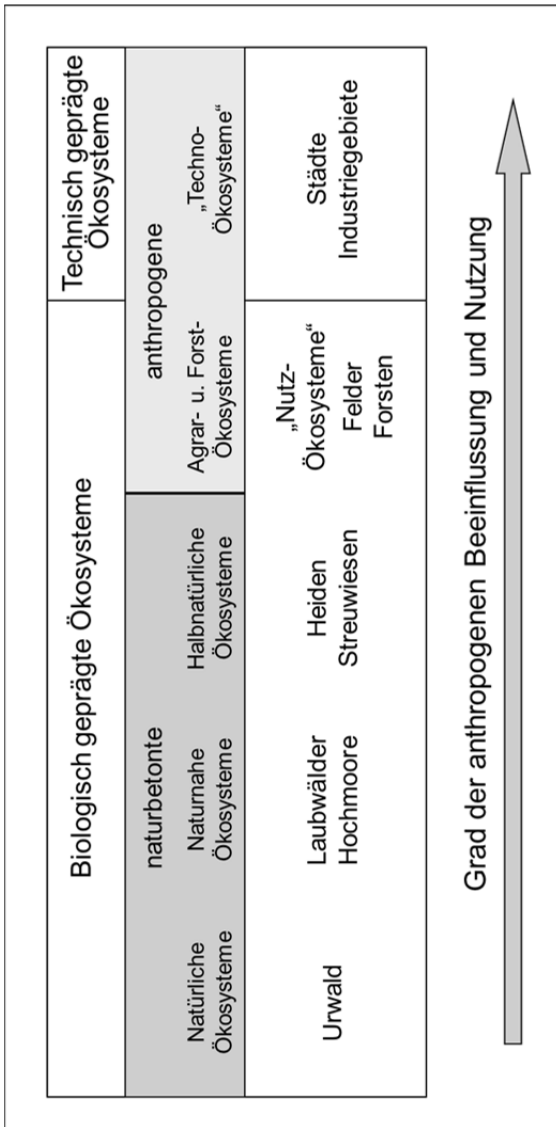 Biologisch geprägte Ökosysteme
Technisch geprägte
Ökosysteme
naturbetonte
anthropogene
Natürliche
Ökosysteme
Naturnahe
Ökosysteme
Halbnatürliche
Ökosysteme
Agrar- u. Forst-
Ökosysteme
„Techno-
Ökosysteme“
Urwald
Laubwälder
Hochmoore
Heiden
Streuwiesen
„Nutz-
Ökosysteme“
Felder
Forsten
Städte
Industriegebiete
Grad der anthropogenen Beeinflussung und Nutzung